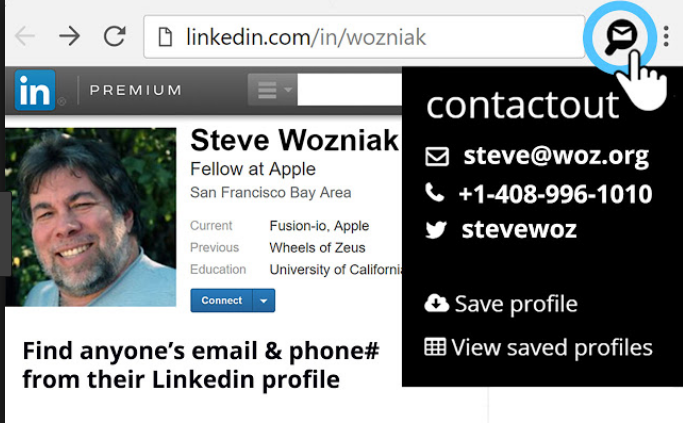 linkedin.com/in/wozniak
in
PREMIUM
contactout
steve@woz.org
+1-408-996-1010
stevewoz
Save profile
View saved profiles
Steve Wozniak
Fellow at Apple
San Francisco Bay Area
Current Fusion-io, Apple
Previous Wheels of Zeus
Education University of California
Connect
Find anyone’s email & phone#
from their Linkedin profile